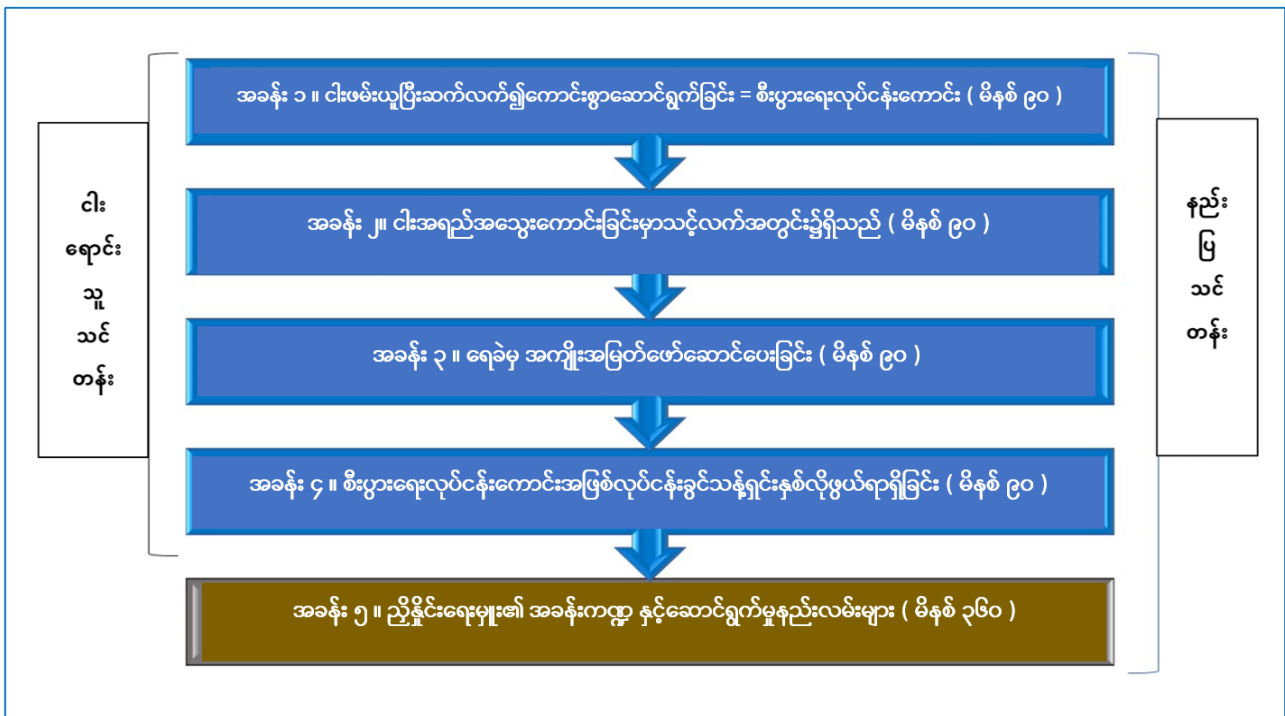 အခန်း ၁ ။ ငါးဖမ်းယူပြီးဆက်လက်၍ကောင်းစွာဆောင်ရွက်ခြင်း = စီးပွားရေးလုပ်ငန်းကောင်း ( မိနစ် ၉၀ )
ငါး
ရောင်း
သူ
သင်
တန်း
အခန်း ၂။ ငါးအရည်အသွေးကောင်းခြင်းမှာသင့်လက်အတွင်း၌ရှိသည် ( မိနစ် ၉၀ )
နည်း
ပြ
သင်
တန်း
အခန်း ၃ ။ ရေခဲမှ အကျိုးအမြတ်ဖော်ဆောင်ပေးခြင်း ( မိနစ် ၉၀ )
အခန်း ၄ ။ စီးပွားရေးလုပ်ငန်းကောင်းအဖြစ်လုပ်ငန်းခွင်သန့်ရှင်းနှစ်လိုဖွယ်ရာရှိခြင်း ( မိနစ် ၉၀ )
အခန်း ၅ ။ ညှိနှိုင်းရေးမှူး၏ အခန်းကဏ္ဍ နှင့်ဆောင်ရွက်မှုနည်းလမ်းများ ( မိနစ် ၃၆၀ )